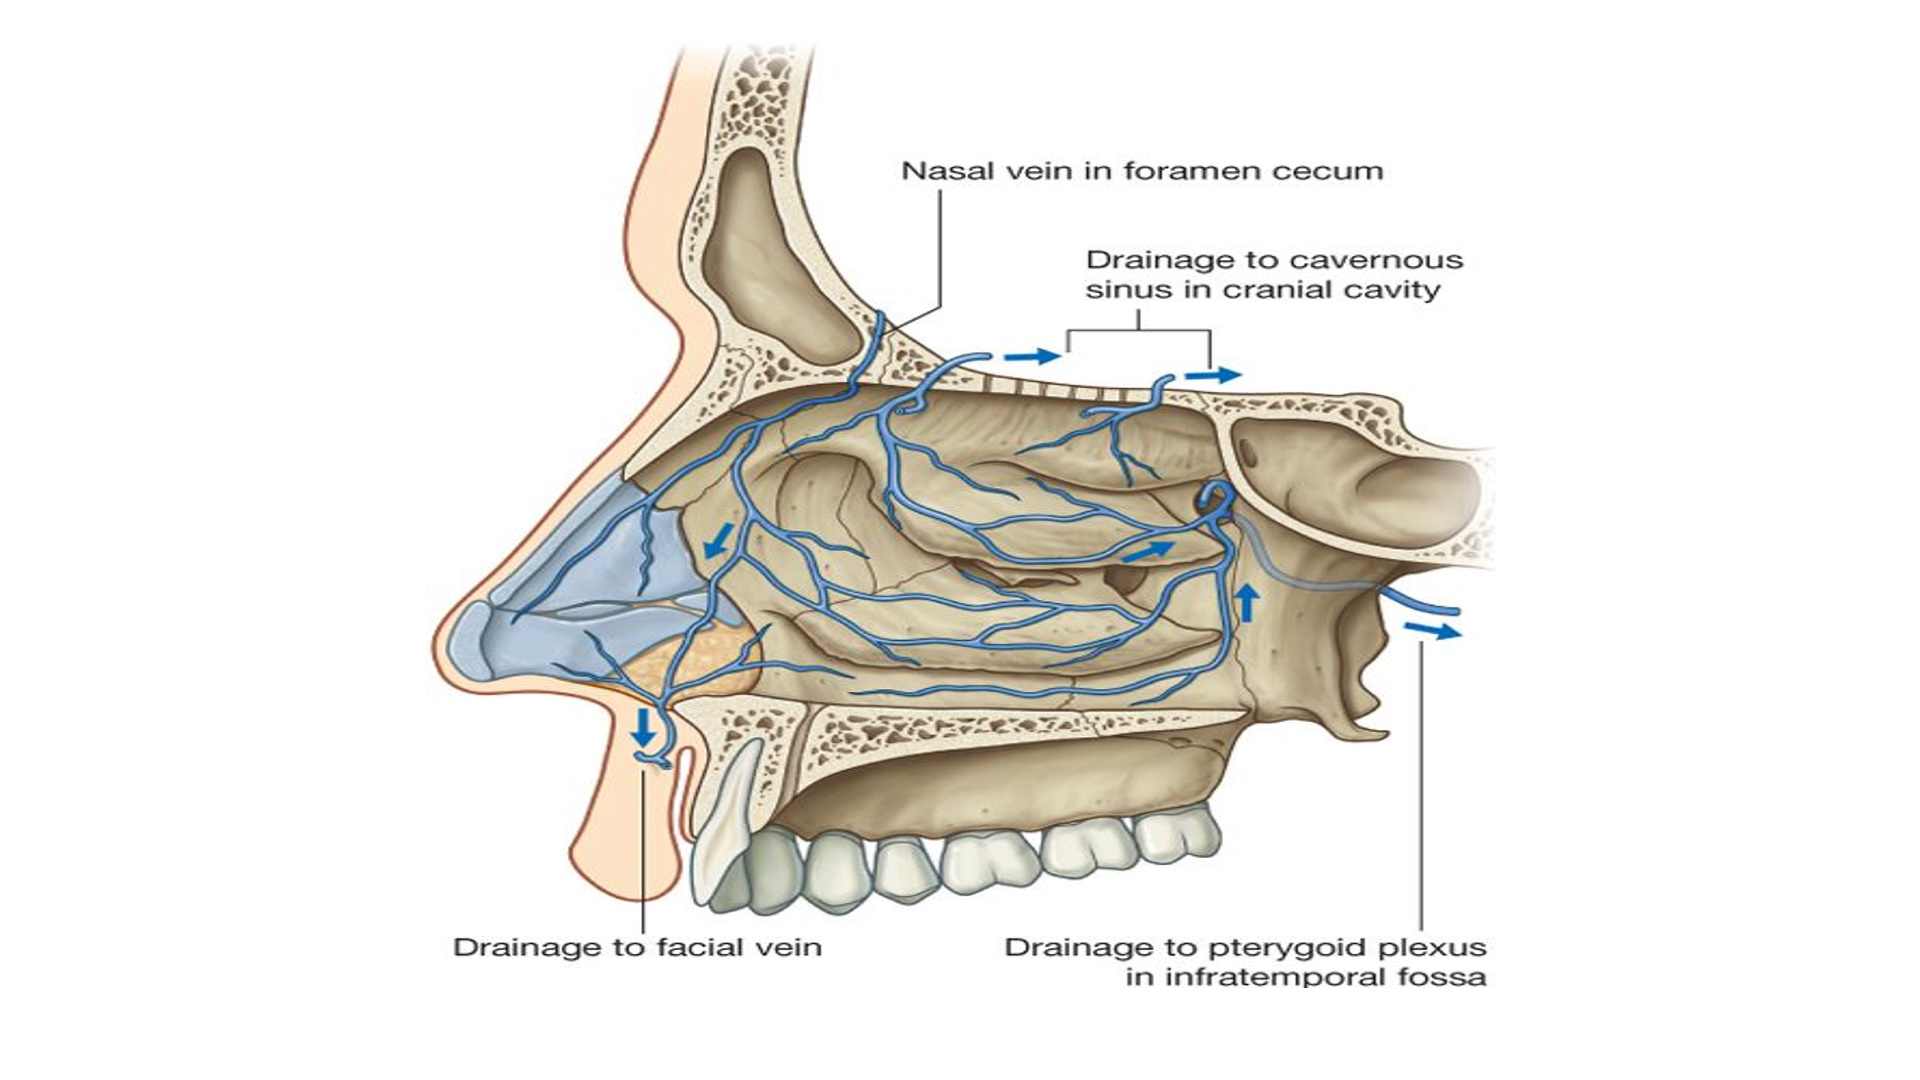 Nasal vein in foramen cecum
Drainage to cavernous
sinus in cranial cavity
Drainage to facial vein
Drainage to pterygoid plexus
in infratemporal fossa